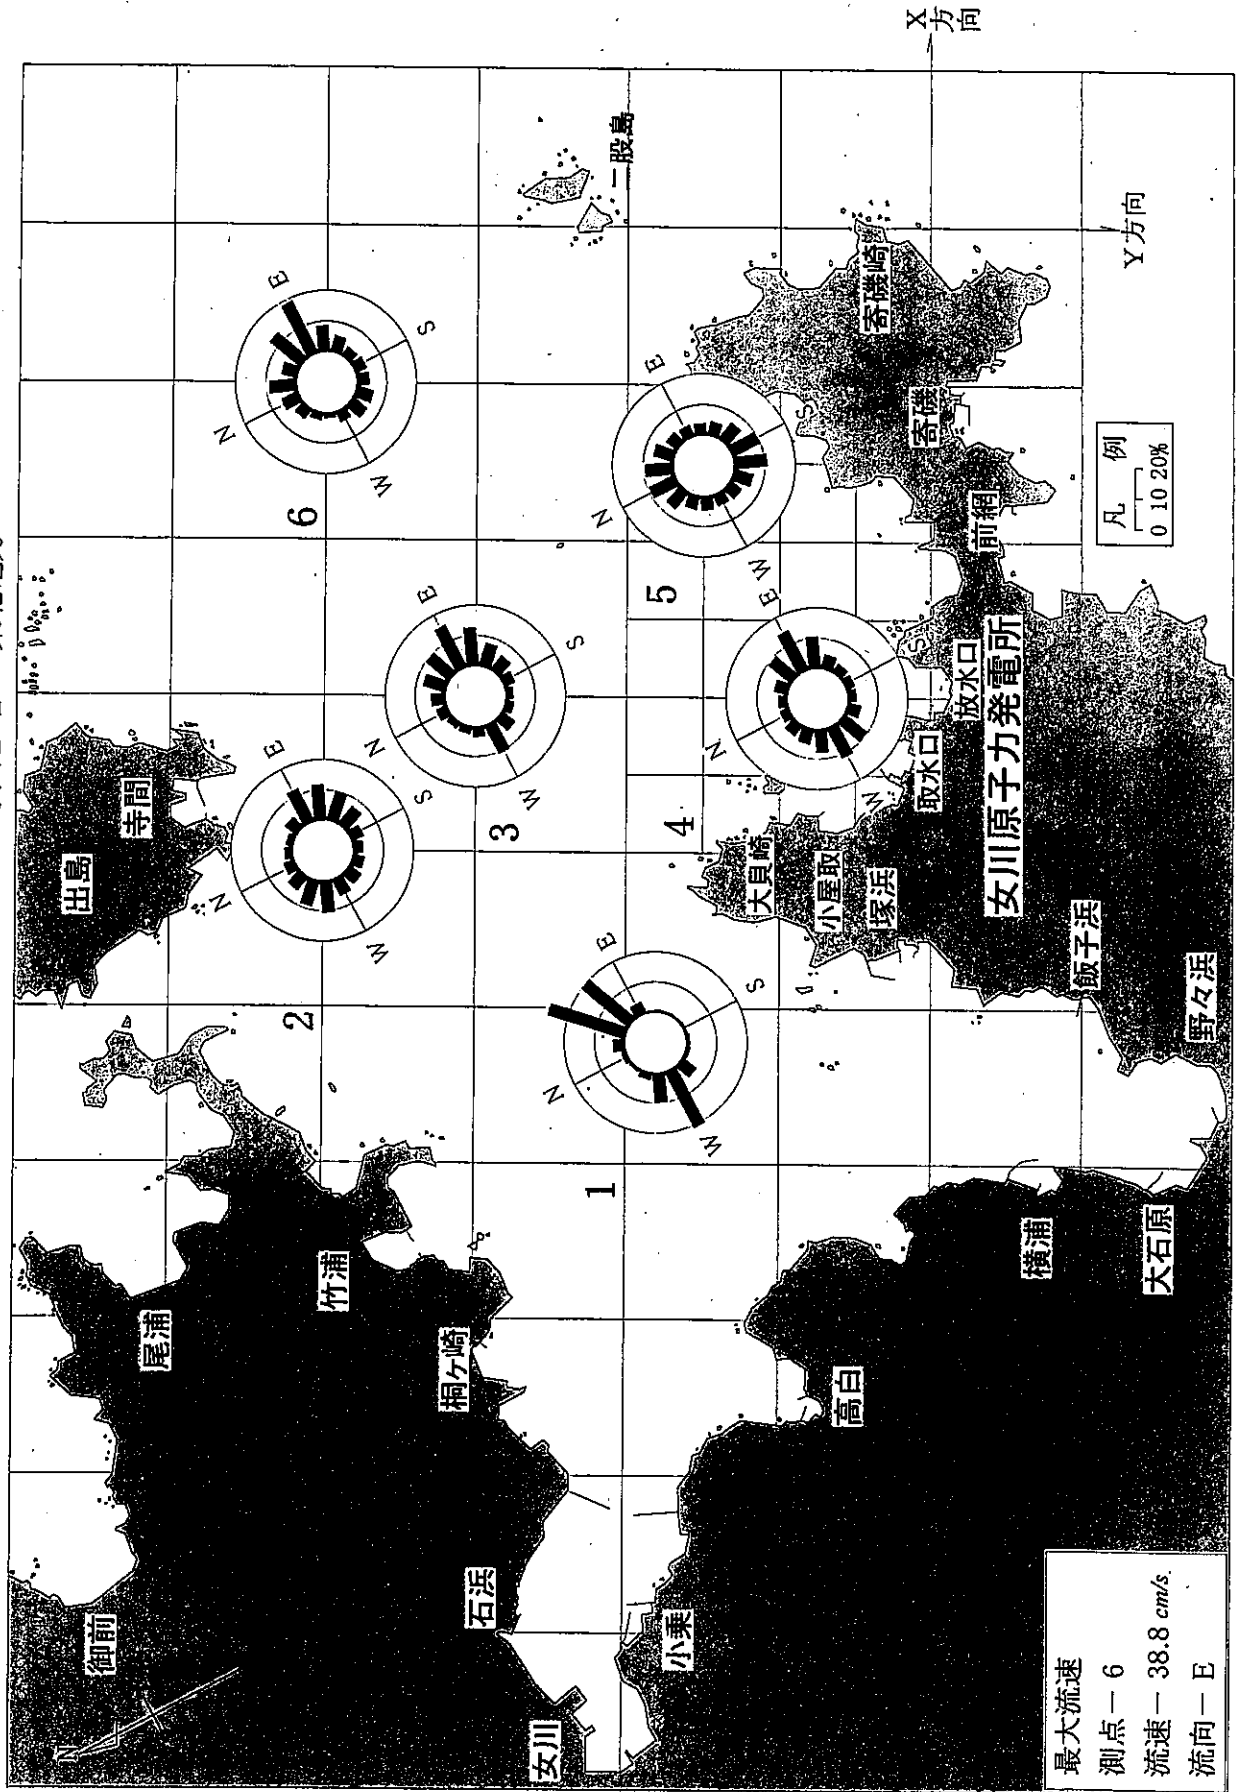 X方向
Y方向
二股島
寄磯崎
寄磯
前網
凡 例
0 10 20%
6
E
S
N
W
5
E
S
N
W
3
E
S
N
W
4
E
S
N
W
2
E
S
N
W
1
E
S
N
W
出島
寺間
放水口
取水口
女川原子力発電所
大貝崎
小屋取
塚浜
飯子浜
野々浜
横浦
大石原
尾浦
竹浦
桐ヶ崎
高白
御前
石浜
小乗
女川
N
最大流速
測点－6
流速－38.8 cm/s
流向－E